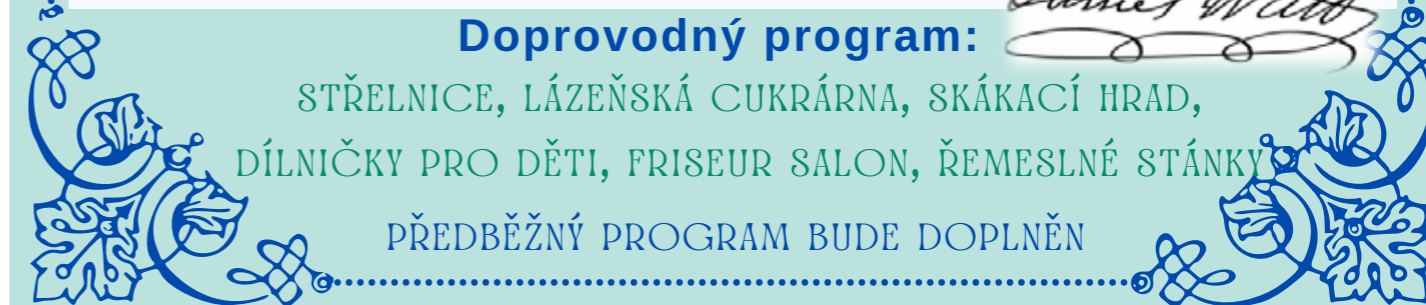 Doprovodný program:
STŘELNICE, LÁZEŇSKÁ CUKRÁRNA, SKÁKACÍ HRAD,
DÍLNIČKY PRO DĚTI, FRISEUR SALON, ŘEMESLNÉ STÁNKY
PŘEDBĚŽNÝ PROGRAM BUDE DOPLNĚN